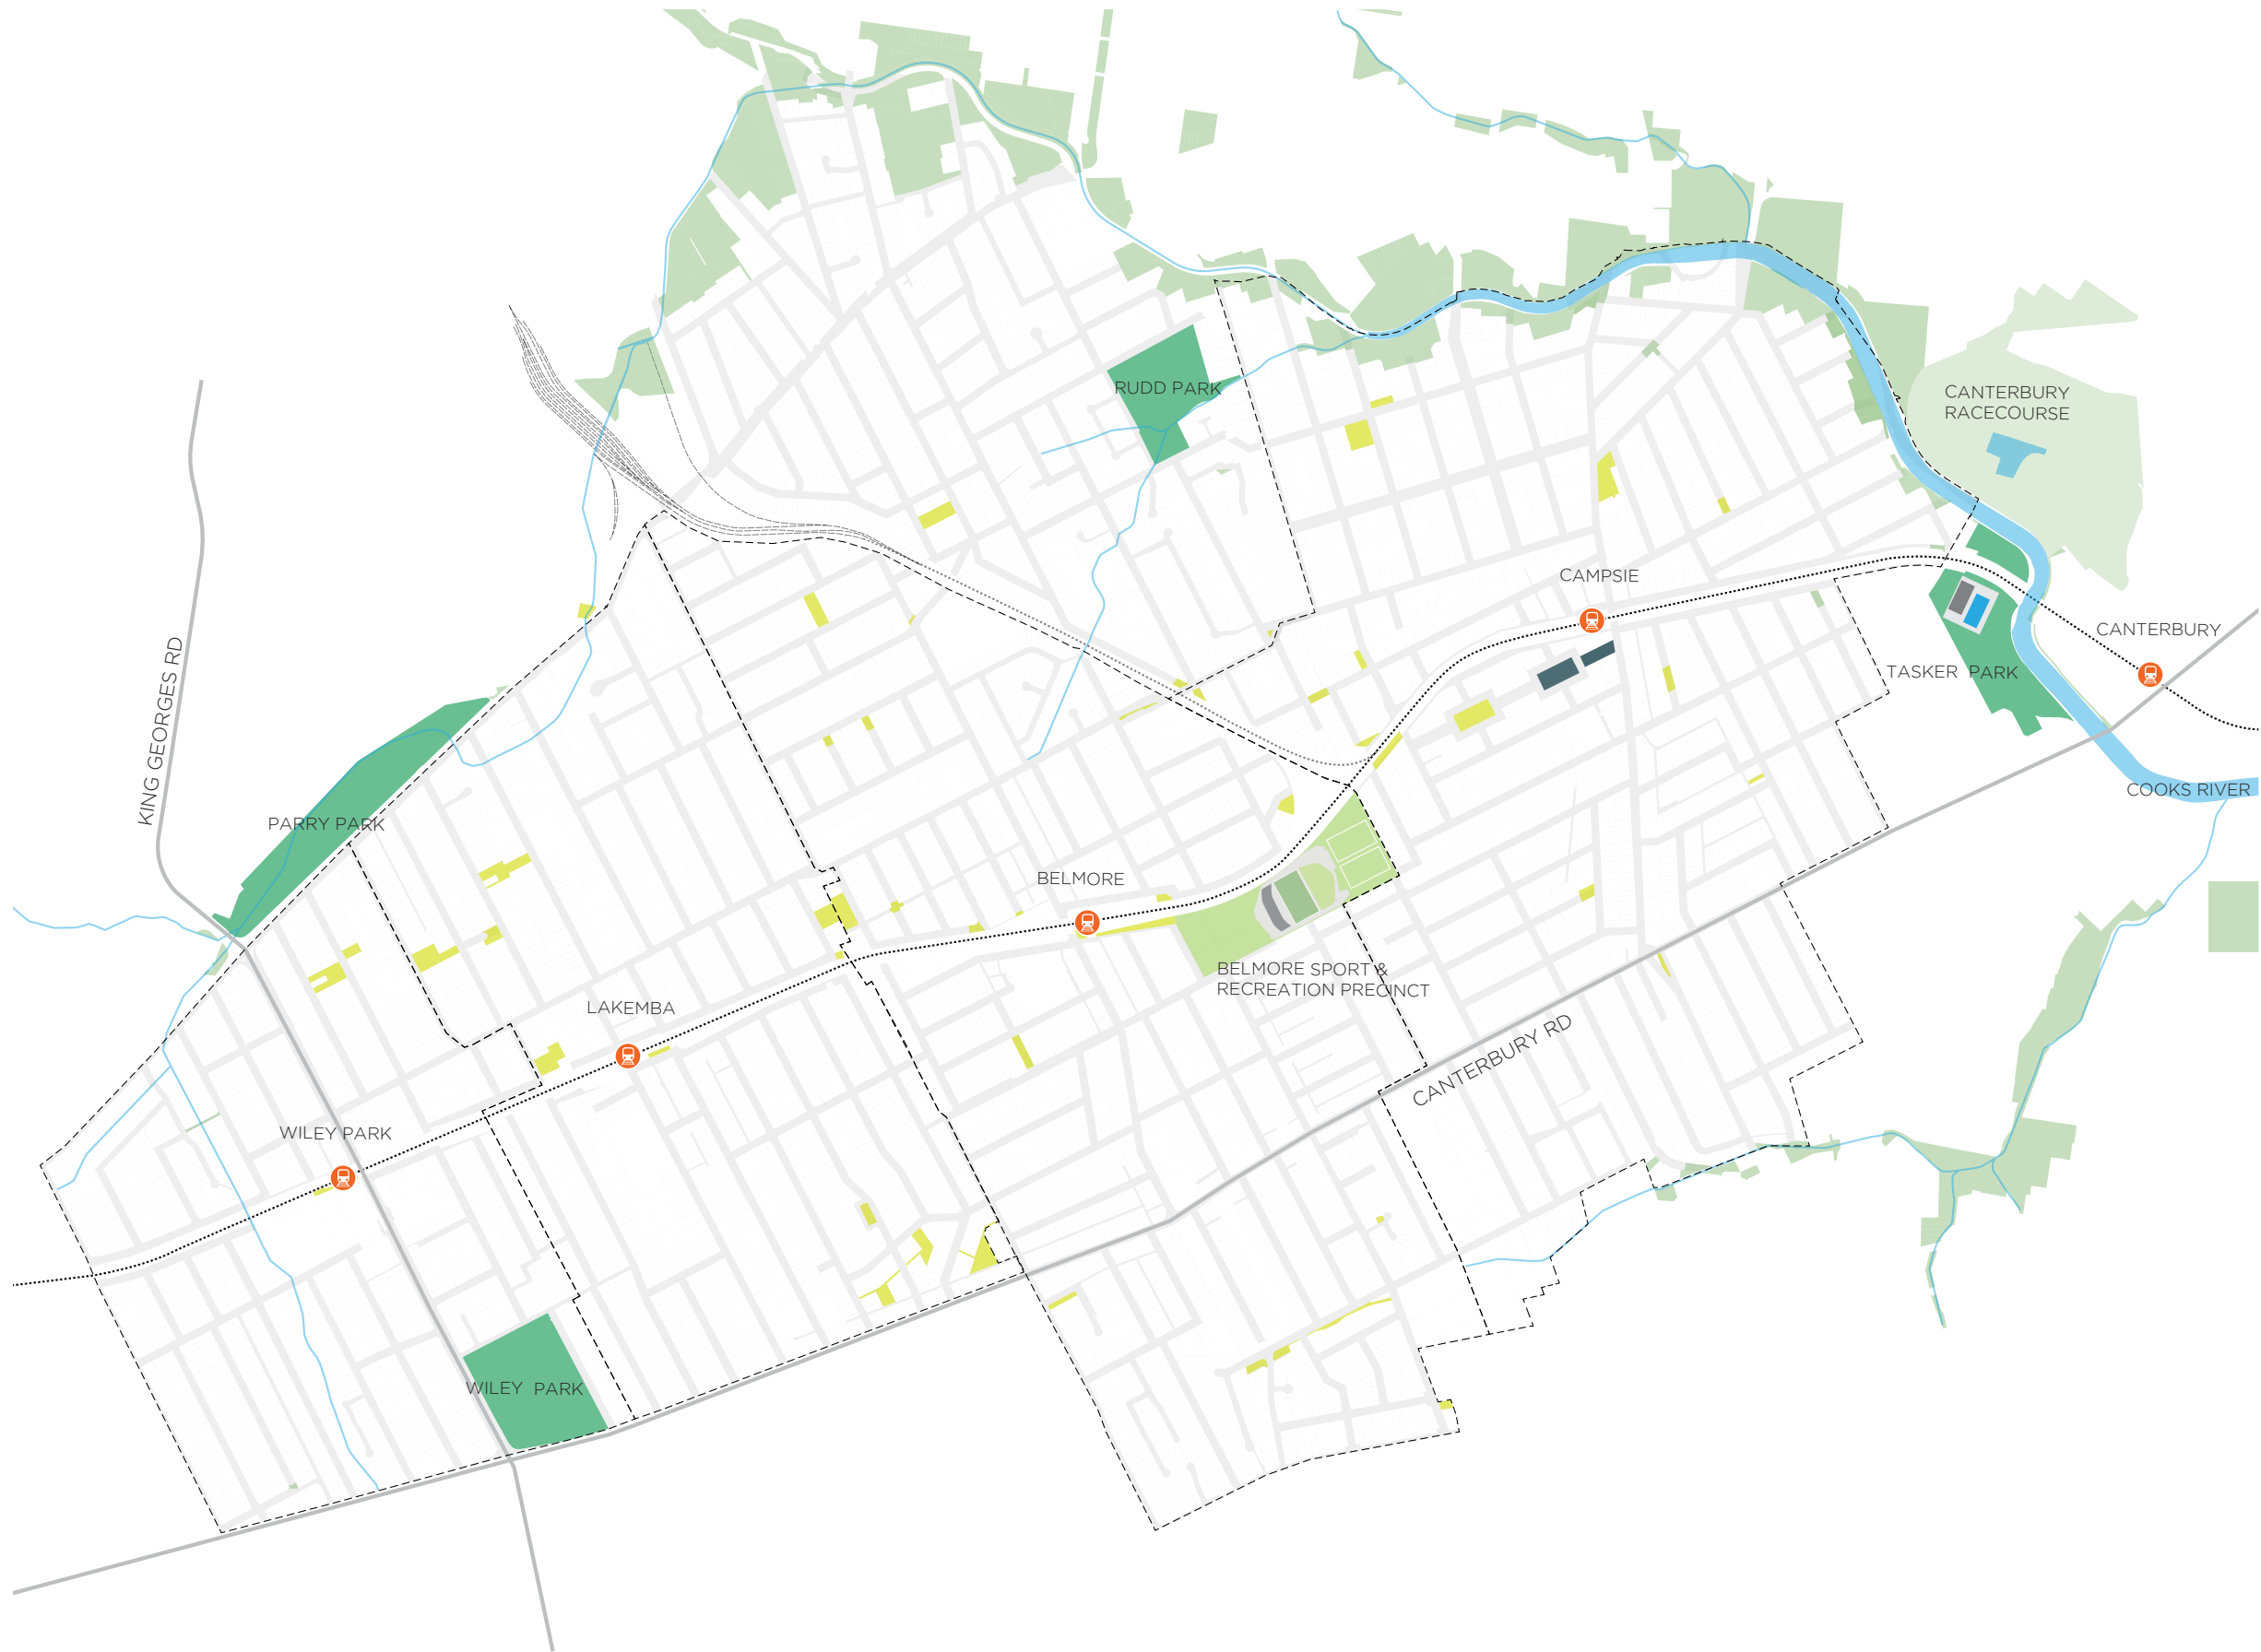 RUDD PARK
CANTERBURY
RACECOURSE
CAMPSIE
CANTERBURY
TASKER PARK
KING GEORGES RD
COOKS RIVER
PARRY PARK
BELMORE
BELMORE SPORT &
RECREATION PRECINCT
LAKEMBA
CANTERBURY RD
WILEY PARK
WILEY PARK